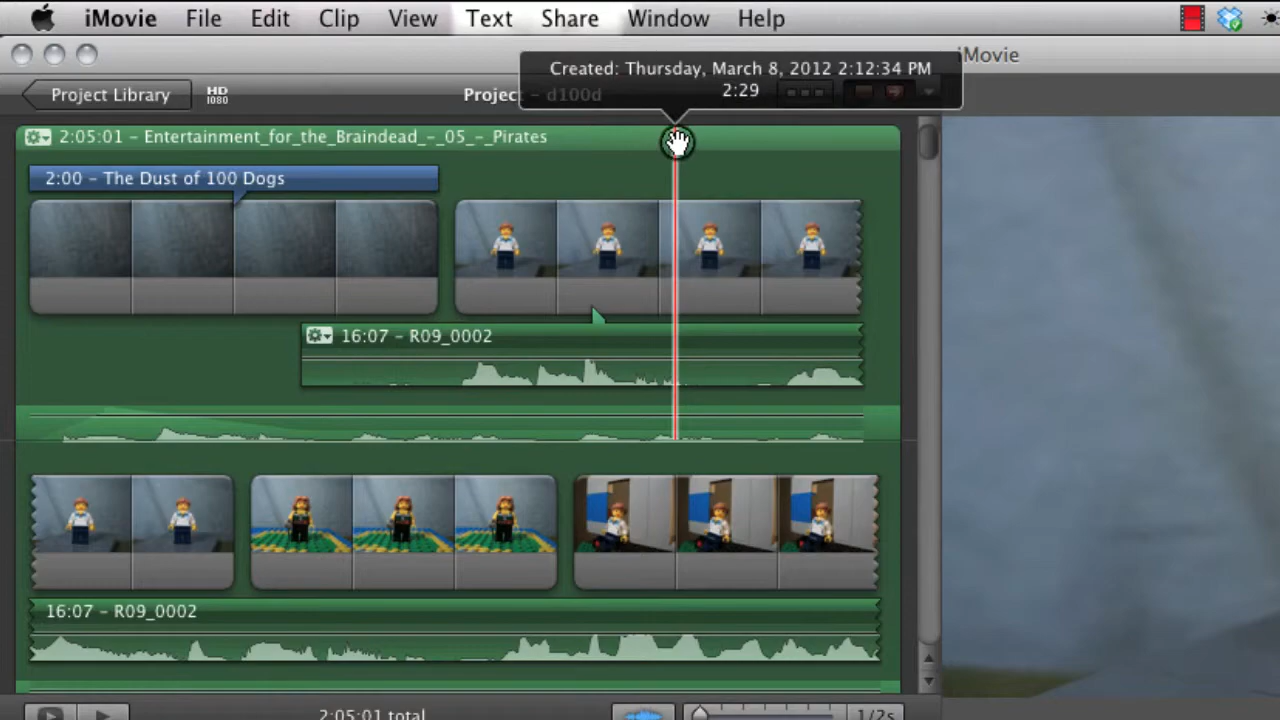 iMovie File Edit Clip View Text Share Window Help
iMovie
Created: Thursday, March 8, 2012 2:12:34 PM
2:29
Project Library HD 1080 Project - d100d
2:05:01 – Entertainment_for_the_Braindead_-_05_-_Pirates
2:00 – The Dust of 100 Dogs
16:07 – R09_0002
16:07 – R09_0002
2:05:01 total 1/2s